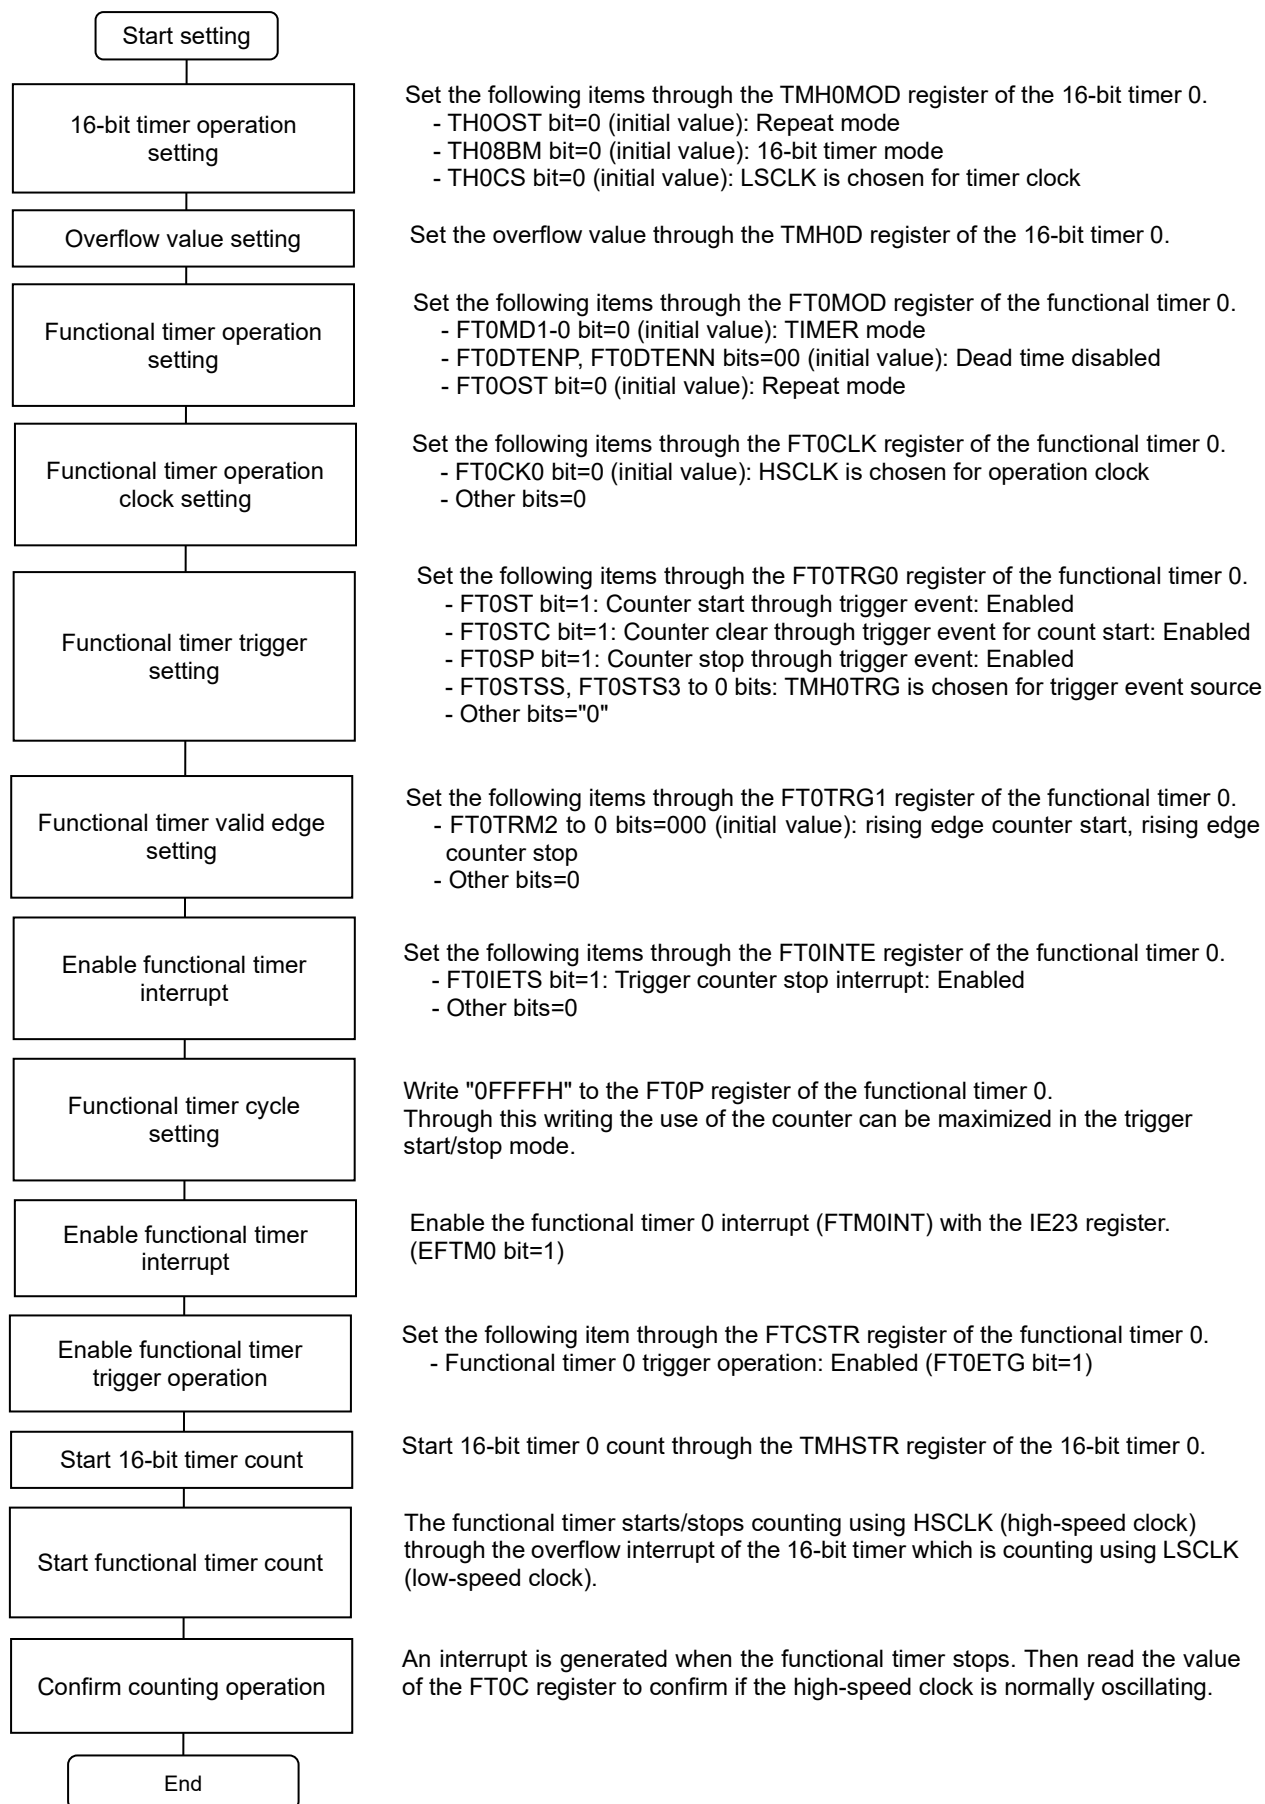 Start setting
16-bit timer operation
setting
Set the following items through the TMH0MOD register of the 16-bit timer 0.
- TH0OST bit=0 (initial value): Repeat mode
- TH08BM bit=0 (initial value): 16-bit timer mode
- TH0CS bit=0 (initial value): LSCLK is chosen for timer clock
Overflow value setting
Set the overflow value through the TMH0D register of the 16-bit timer 0.
Functional timer operation
setting
Set the following items through the FT0MOD register of the functional timer 0.
- FT0MD1-0 bit=0 (initial value): TIMER mode
- FT0DTENP, FT0DTENN bits=00 (initial value): Dead time disabled
- FT0OST bit=0 (initial value): Repeat mode
Functional timer operation
clock setting
Set the following items through the FT0CLK register of the functional timer 0.
- FT0CK0 bit=0 (initial value): HSCLK is chosen for operation clock
- Other bits=0
Functional timer trigger
setting
Set the following items through the FT0TRG0 register of the functional timer 0.
- FT0ST bit=1: Counter start through trigger event: Enabled
- FT0STC bit=1: Counter clear through trigger event for count start: Enabled
- FT0SP bit=1: Counter stop through trigger event: Enabled
- FT0STSS, FT0STS3 to 0 bits: TMH0TRG is chosen for trigger event source
- Other bits="0"
Functional timer valid edge
setting
Set the following items through the FT0TRG1 register of the functional timer 0.
- FT0TRM2 to 0 bits=000 (initial value): rising edge counter start, rising edge
counter stop
- Other bits=0
Enable functional timer
interrupt
Set the following items through the FT0INTE register of the functional timer 0.
- FT0IETS bit=1: Trigger counter stop interrupt: Enabled
- Other bits=0
Functional timer cycle
setting
Write "0FFFFH" to the FT0P register of the functional timer 0.
Through this writing the use of the counter can be maximized in the trigger
start/stop mode.
Enable functional timer
interrupt
Enable the functional timer 0 interrupt (FTM0INT) with the IE23 register.
(EFTM0 bit=1)
Enable functional timer
trigger operation
Set the following item through the FTCSTR register of the functional timer 0.
- Functional timer 0 trigger operation: Enabled (FT0ETG bit=1)
Start 16-bit timer count
Start 16-bit timer 0 count through the TMHSTR register of the 16-bit timer 0.
Start functional timer count
The functional timer starts/stops counting using HSCLK (high-speed clock)
through the overflow interrupt of the 16-bit timer which is counting using LSCLK
(low-speed clock).
Confirm counting operation
An interrupt is generated when the functional timer stops. Then read the value
of the FT0C register to confirm if the high-speed clock is normally oscillating.
End